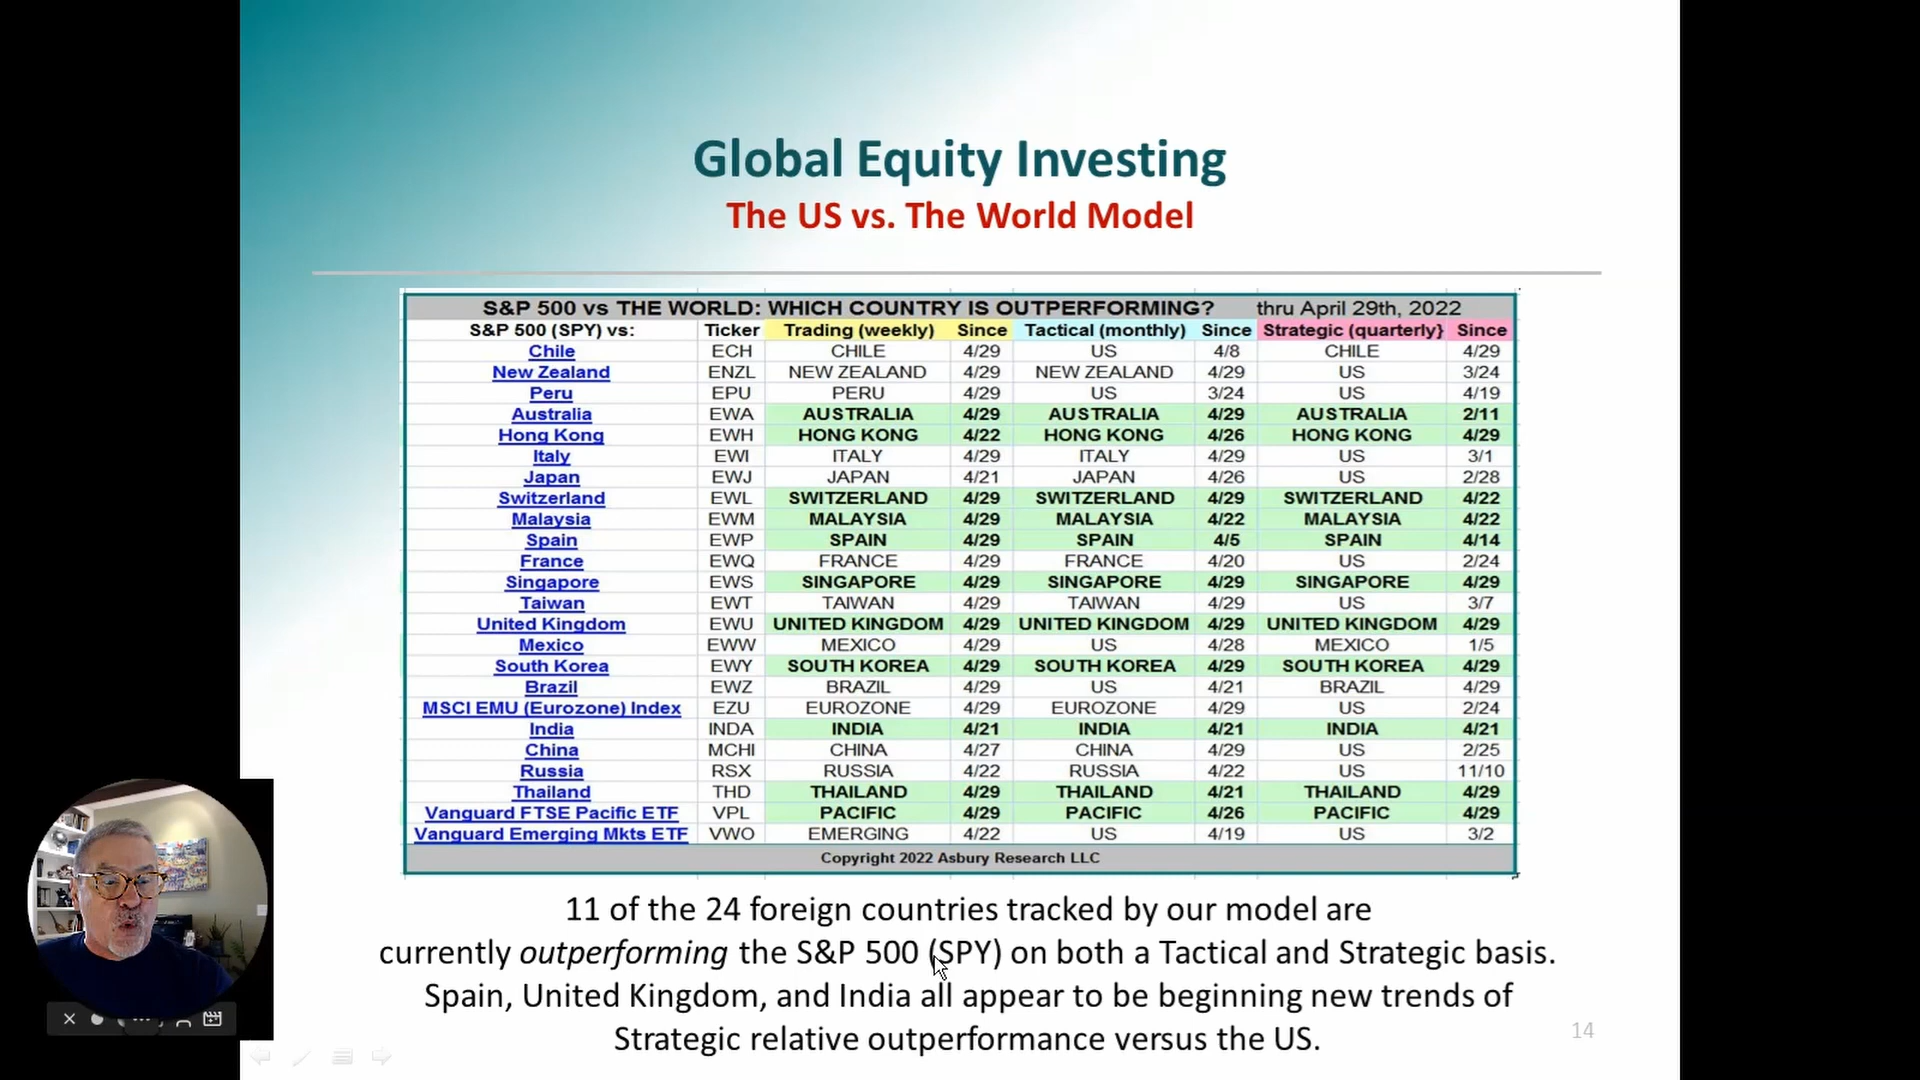 Global Equity Investing
The US vs. The World Model
S&P 500 vs THE WORLD: WHICH COUNTRY IS OUTPERFORMING? thru April 29th, 2022
S&P 500 (SPY) vs: Ticker Trading (weekly) Since Tactical (monthly) Since Strategic (quarterly} Since
Chile ECH CHILE 4/29 US 4/8 CHILE 4/29
New Zealand ENZL NEW ZEALAND 4/29 NEW ZEALAND 4/29 US 3/24
Peru EPU PERU 4/29 US 3/24 US 4/19
Australia EWA AUSTRALIA 4/29 AUSTRALIA 4/29 AUSTRALIA 2/11
Hong Kong EWH HONG KONG 4/22 HONG KONG 4/26 HONG KONG 4/29
Italy EWI ITALY 4/29 ITALY 4/29 US 3/1
Japan EWJ JAPAN 4/21 JAPAN 4/26 US 2/28
Switzerland EWL SWITZERLAND 4/29 SWITZERLAND 4/29 SWITZERLAND 4/22
Malaysia EWM MALAYSIA 4/29 MALAYSIA 4/22 MALAYSIA 4/22
Spain EWP SPAIN 4/29 SPAIN 4/5 SPAIN 4/14
France EWQ FRANCE 4/29 FRANCE 4/20 US 2/24
Singapore EWS SINGAPORE 4/29 SINGAPORE 4/29 SINGAPORE 4/29
Taiwan EWT TAIWAN 4/29 TAIWAN 4/29 US 3/7
United Kingdom EWU UNITED KINGDOM 4/29 UNITED KINGDOM 4/29 UNITED KINGDOM 4/29
Mexico EWW MEXICO 4/29 US 4/28 MEXICO 1/5
South Korea EWY SOUTH KOREA 4/29 SOUTH KOREA 4/29 SOUTH KOREA 4/29
Brazil EWZ BRAZIL 4/29 US 4/21 BRAZIL 4/29
MSCI EMU (Eurozone) Index EZU EUROZONE 4/29 EUROZONE 4/29 US 2/24
India INDA INDIA 4/21 INDIA 4/21 INDIA 4/21
China MCHI CHINA 4/27 CHINA 4/29 US 2/25
Russia RSX RUSSIA 4/22 RUSSIA 4/22 US 11/10
Thailand THD THAILAND 4/29 THAILAND 4/21 THAILAND 4/29
Vanguard FTSE Pacific ETF VPL PACIFIC 4/29 PACIFIC 4/26 PACIFIC 4/29
Vanguard Emerging Mkts ETF VWO EMERGING 4/22 US 4/19 US 3/2
Copyright 2022 Asbury Research LLC
11 of the 24 foreign countries tracked by our model are
currently outperforming the S&P 500 (SPY) on both a Tactical and Strategic basis.
Spain, United Kingdom, and India all appear to be beginning new trends of
Strategic relative outperformance versus the US.
14